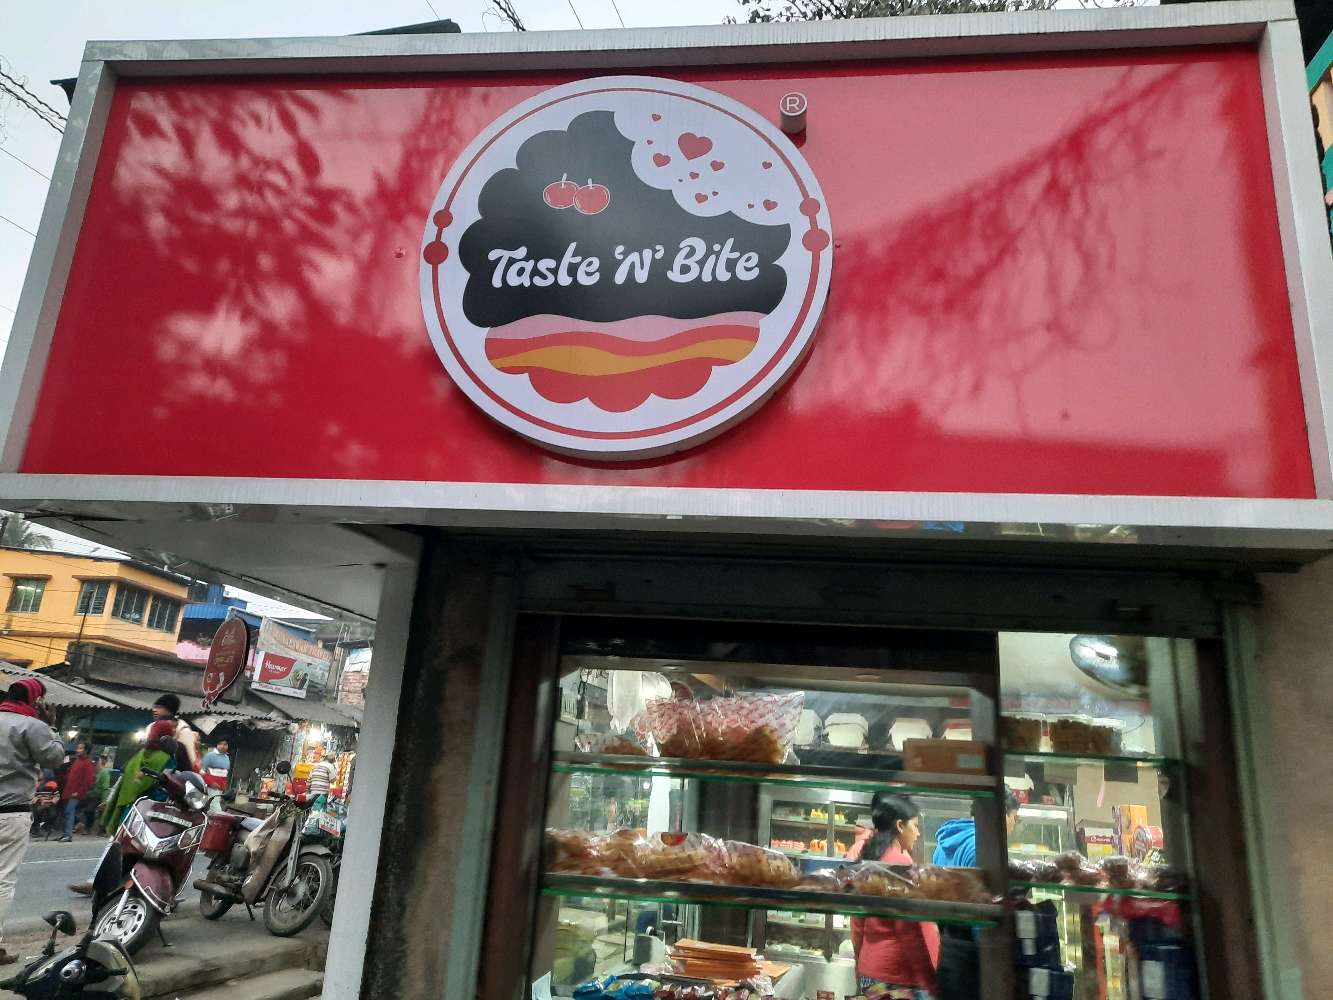 ®
Taste 'N' Bite